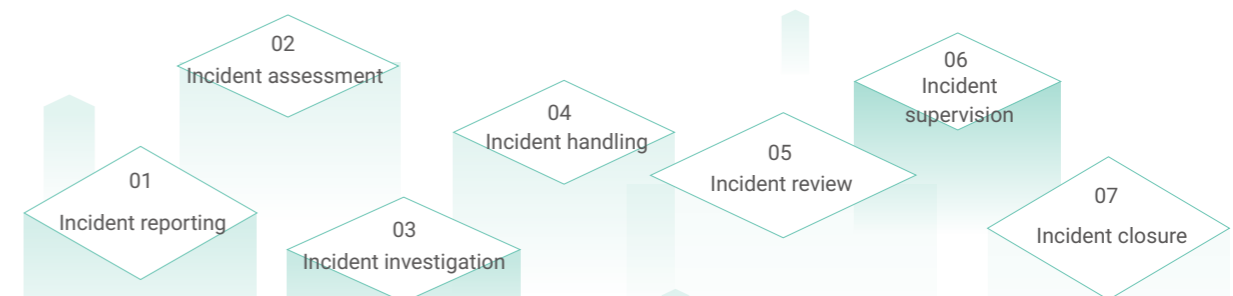 01
Incident reporting
02
Incident assessment
03
Incident investigation
04
Incident handling
05
Incident review
06
Incident
supervision
07
Incident closure